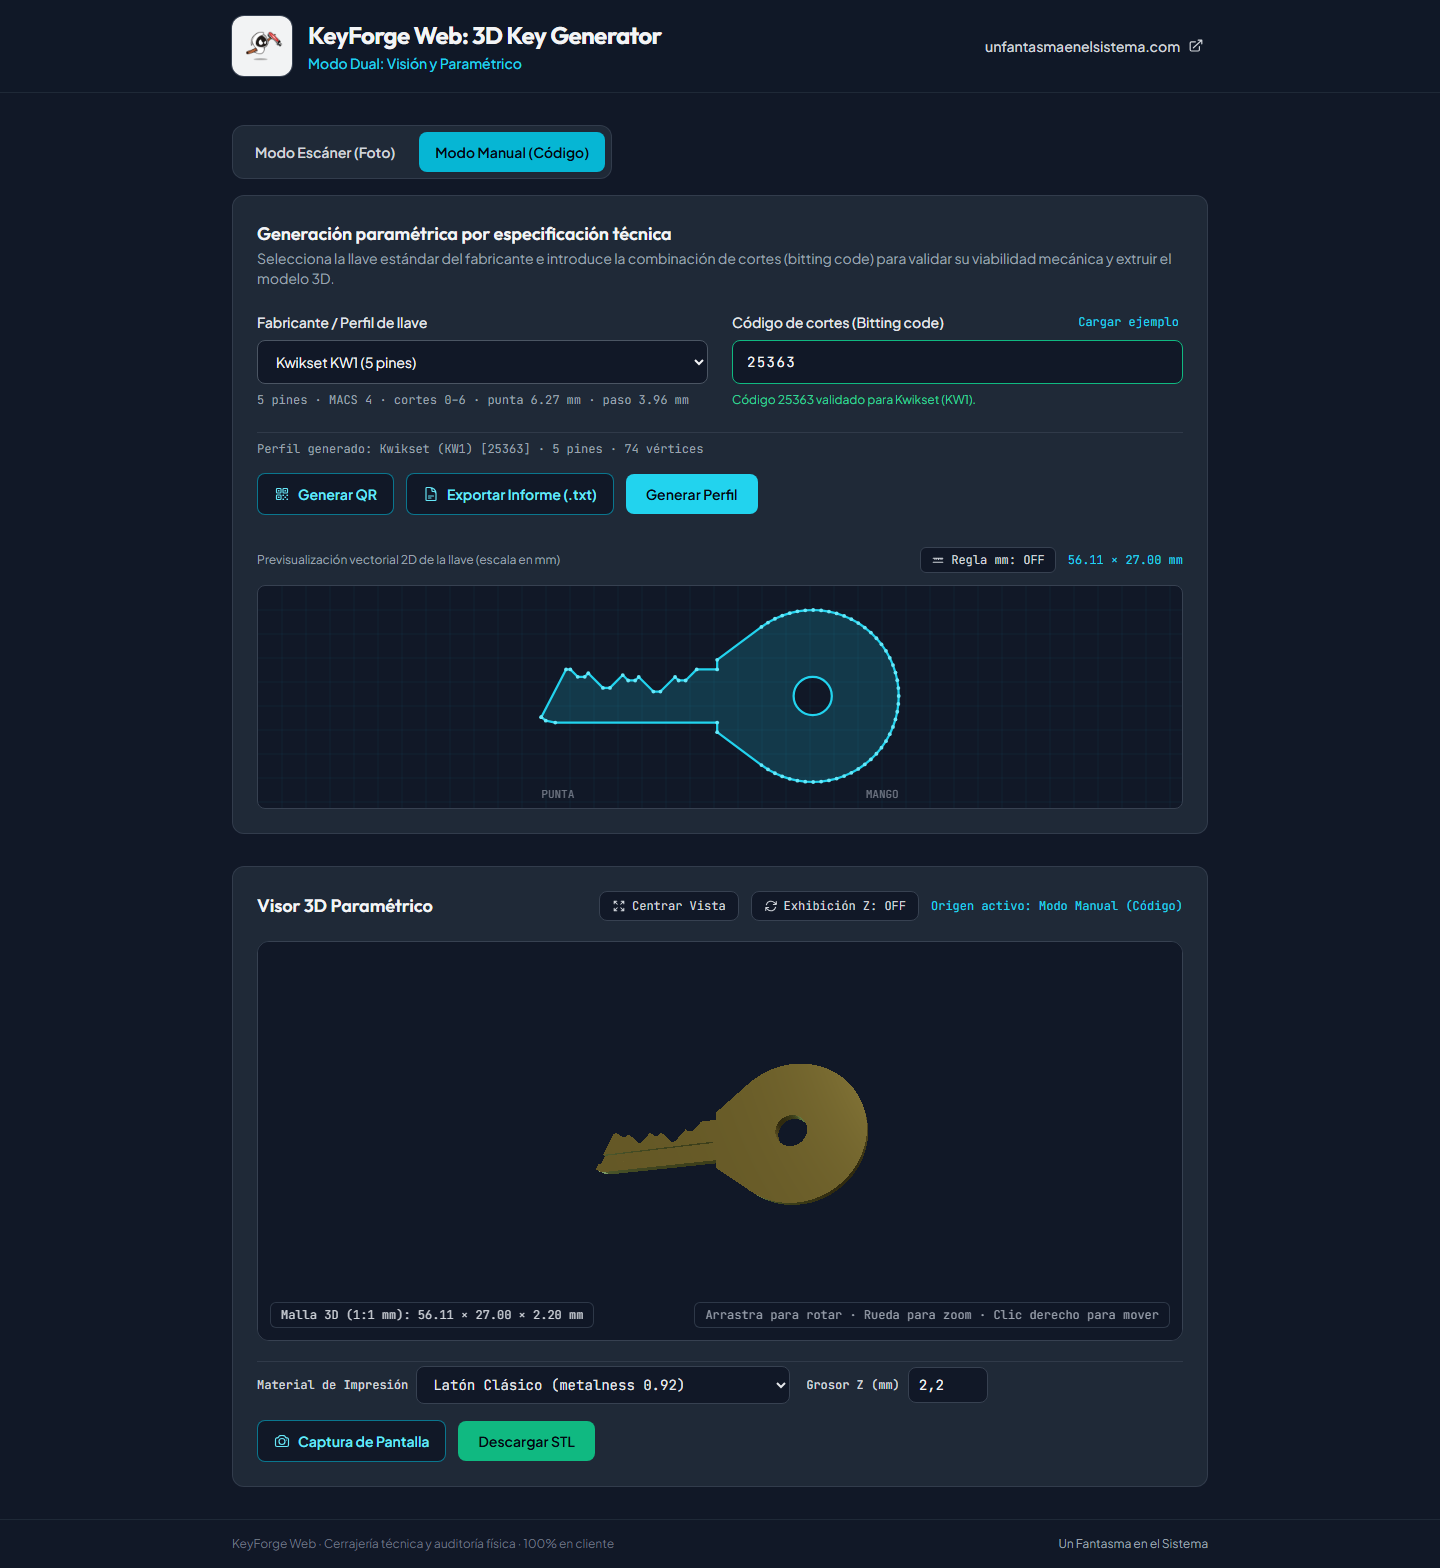 KeyForge Web: 3D Key Generator
Modo Dual: Visión y Paramétrico
unfantasmaenelsistema.com
Modo Escáner (Foto)
Modo Manual (Código)
Generación paramétrica por especificación técnica
Selecciona la llave estándar del fabricante e introduce la combinación de cortes (bitting code) para validar su viabilidad mecánica y extruir el
modelo 3D.
Fabricante / Perfil de llave
Código de cortes (Bitting code)
Cargar ejemplo
Kwikset KW1 (5 pines)
25363
5 pines · MACS 4 · cortes 0–6 · punta 6.27 mm · paso 3.96 mm
Código 25363 validado para Kwikset (KW1).
Perfil generado: Kwikset (KW1) [25363] · 5 pines · 74 vértices
Generar QR
Exportar Informe (.txt)
Generar Perfil
Previsualización vectorial 2D de la llave (escala en mm)
Regla mm: OFF
56.11 × 27.00 mm
PUNTA
MANGO
Visor 3D Paramétrico
Centrar Vista
Exhibición Z: OFF
Origen activo: Modo Manual (Código)
Malla 3D (1:1 mm): 56.11 × 27.00 × 2.20 mm
Arrastra para rotar · Rueda para zoom · Clic derecho para mover
Material de Impresión
Latón Clásico (metalness 0.92)
Grosor Z (mm)
2,2
Captura de Pantalla
Descargar STL
KeyForge Web · Cerrajería técnica y auditoría física · 100% en cliente
Un Fantasma en el Sistema